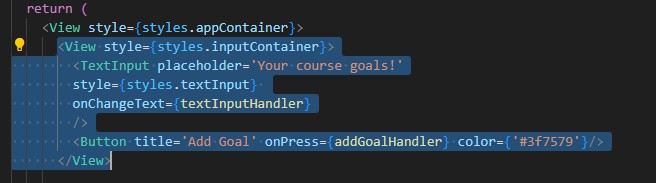 return (
<View style={styles.appContainer}>
<View style={styles.inputContainer}>
<TextInput placeholder='Your course goals!'
style={styles.textInput}
onChangeText={textInputHandler}
/>
<Button title='Add Goal' onPress={addGoalHandler} color={'#3f7579'}/>
</View>